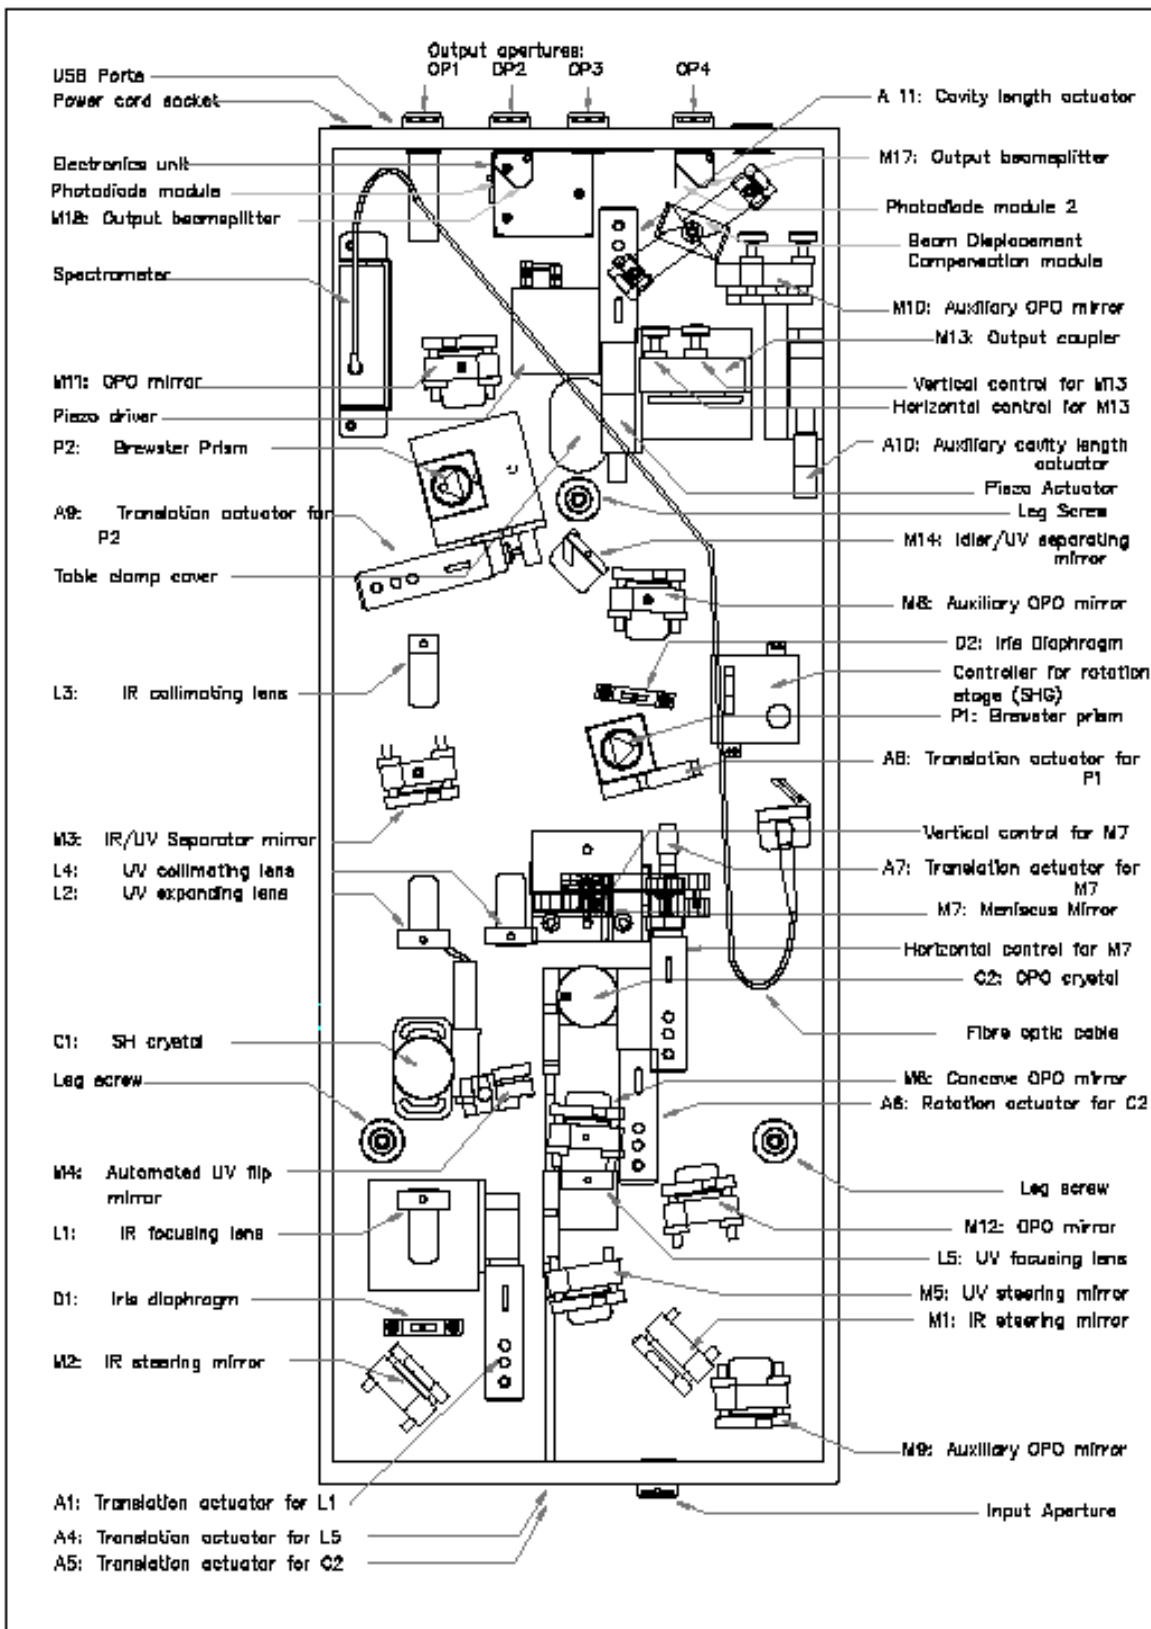 Output apertures:
OP1 OP2 OP3 OP4
USB Ports
Power cord socket
Electronics unit
Photodiode module
M18: Output beamsplitter
Spectrometer
M11: OPO mirror
Piezo driver
P2: Brewster Prism
A9: Translation actuator for
P2
Table clamp cover
L3: IR collimating lens
M3: IR/UV Separator mirror
L4: UV collimating lens
L2: UV expanding lens
C1: SH crystal
Leg screw
M4: Automated UV flip
mirror
L1: IR focusing lens
D1: Iris diaphragm
M2: IR steering mirror
A1: Translation actuator for L1
A4: Translation actuator for L5
A5: Translation actuator for C2
A 11: Cavity length actuator
M17: Output beamsplitter
Photodiode module 2
Beam Displacement
Compensation module
M10: Auxiliary OPO mirror
M13: Output coupler
Vertical control for M13
Horizontal control for M13
A10: Auxiliary cavity length
actuator
Piezo Actuator
Leg Screw
M14: Idler/UV separating
mirror
M8: Auxiliary OPO mirror
D2: Iris Diaphragm
Controller for rotation
stage (SHG)
P1: Brewster prism
A8: Translation actuator for
P1
Vertical control for M7
A7: Translation actuator for
M7
M7: Meniscus Mirror
Horizontal control for M7
C2: OPO crystal
Fibre optic cable
M6: Concave OPO mirror
A6: Rotation actuator for C2
Leg screw
M12: OPO mirror
L5: UV focusing lens
M5: UV steering mirror
M1: IR steering mirror
M9: Auxiliary OPO mirror
Input Aperture